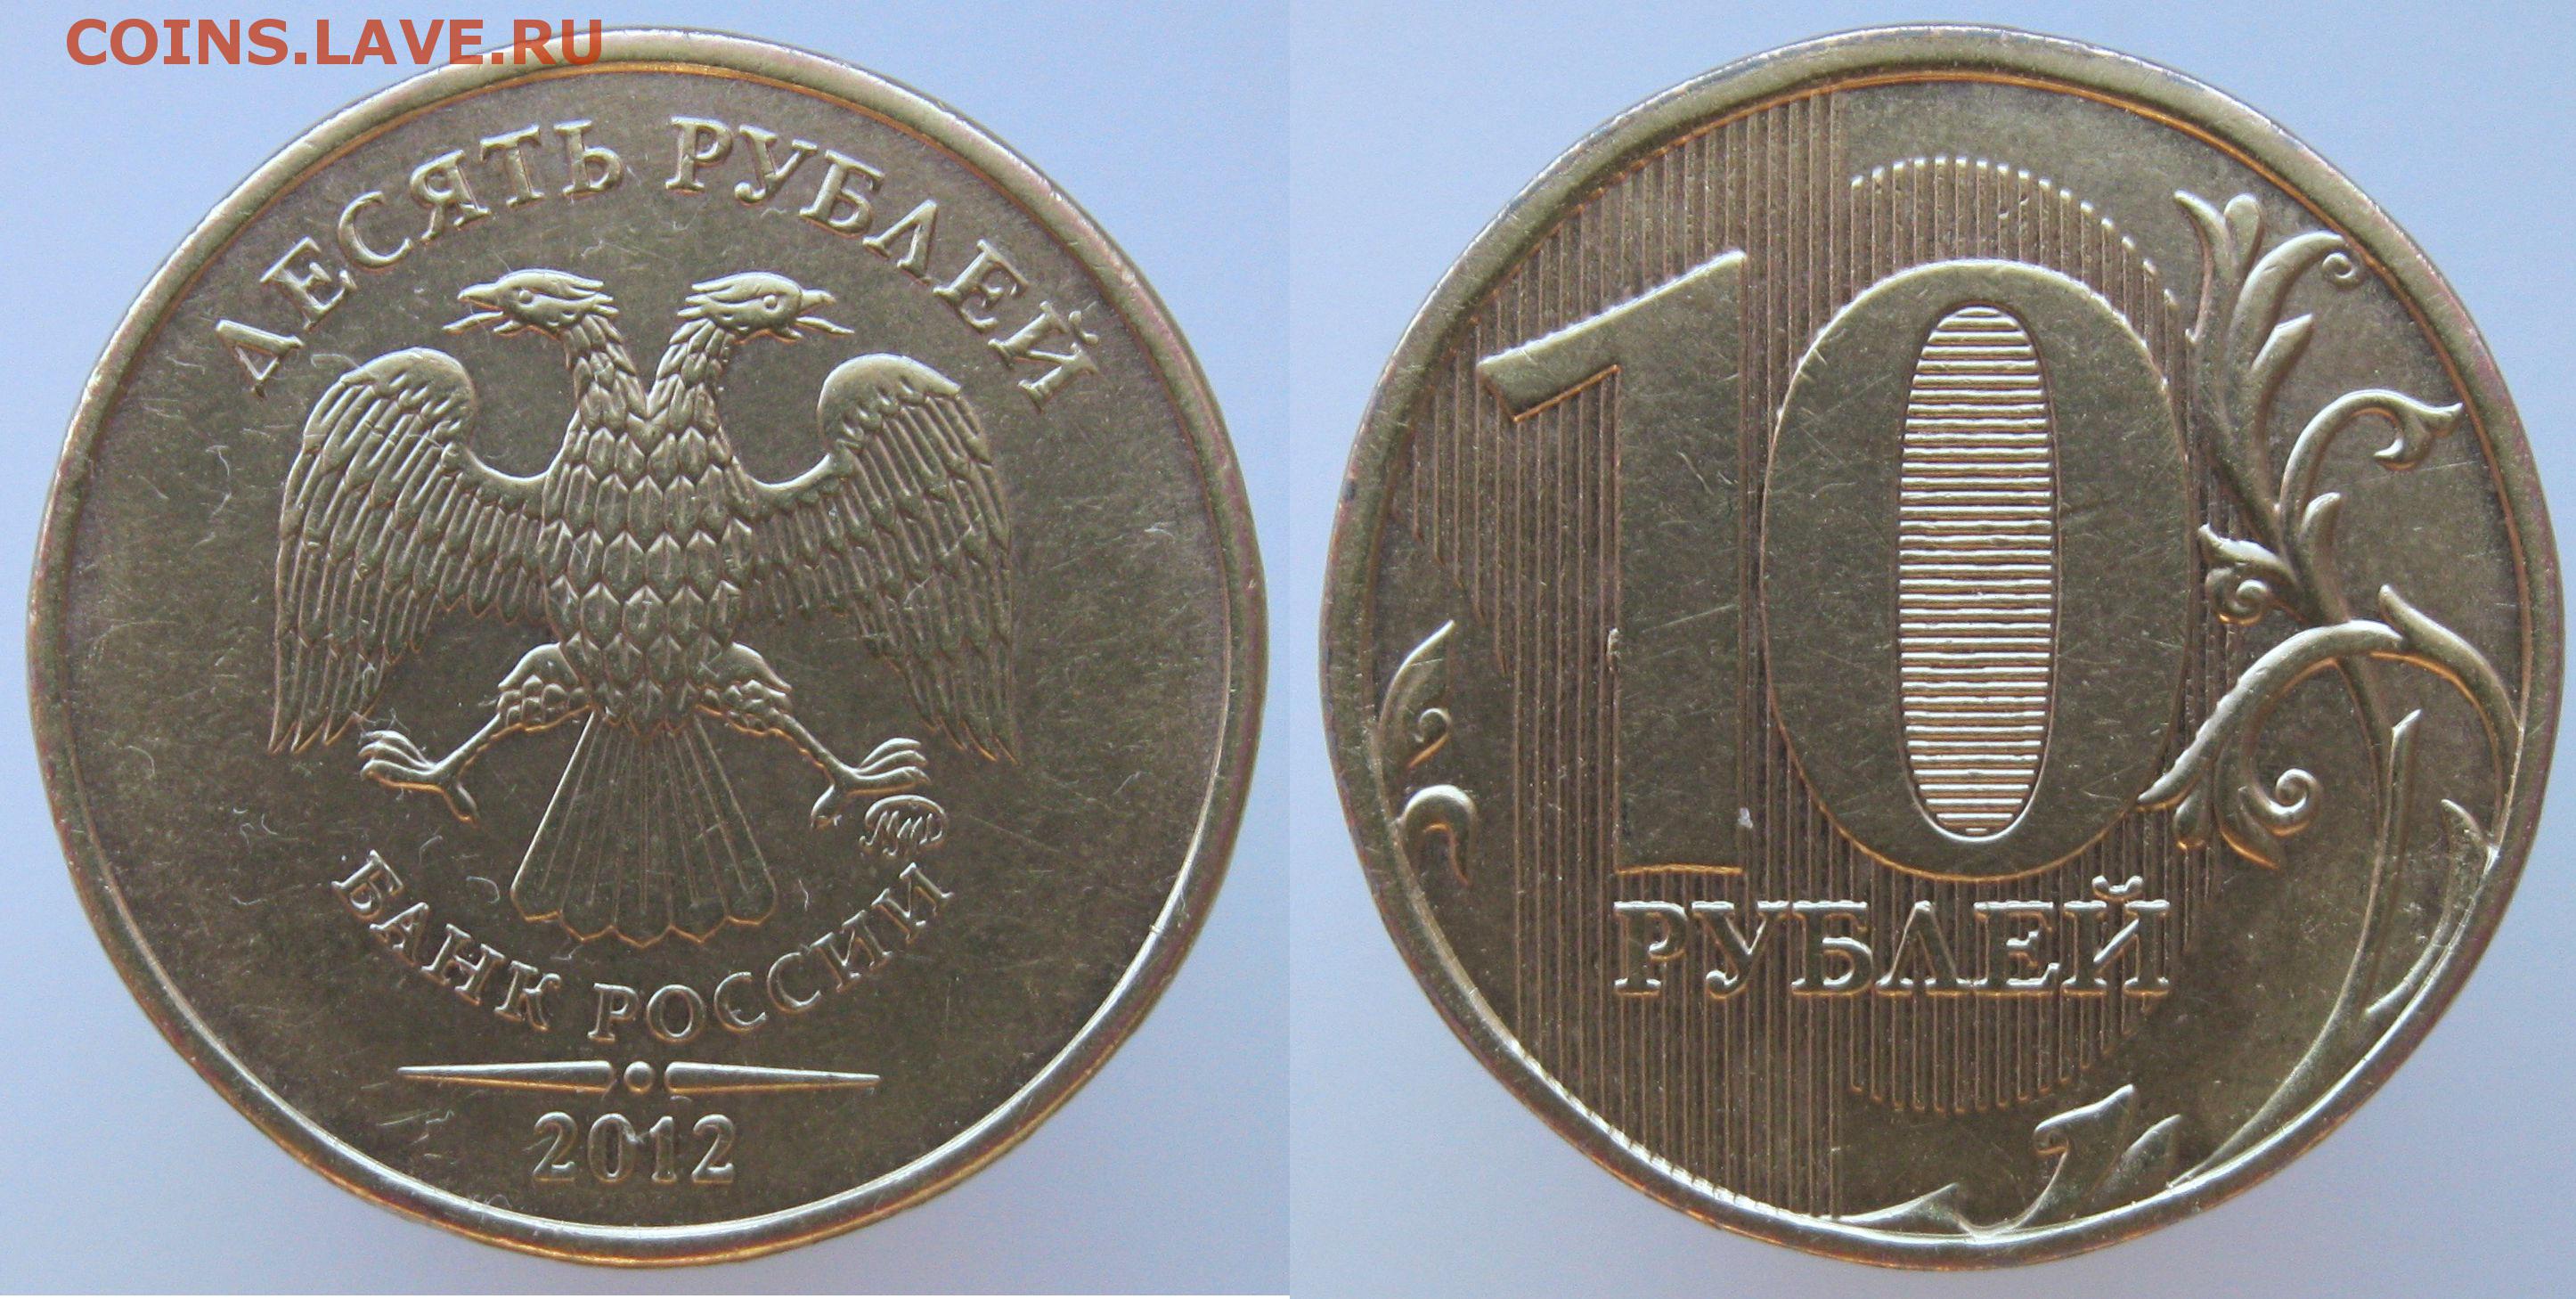 COINS.LAVE.RU
ДЕСЯТЬ РУБЛЕЙ
БАНК РОССИИ
2012
10
РУБЛЕЙ